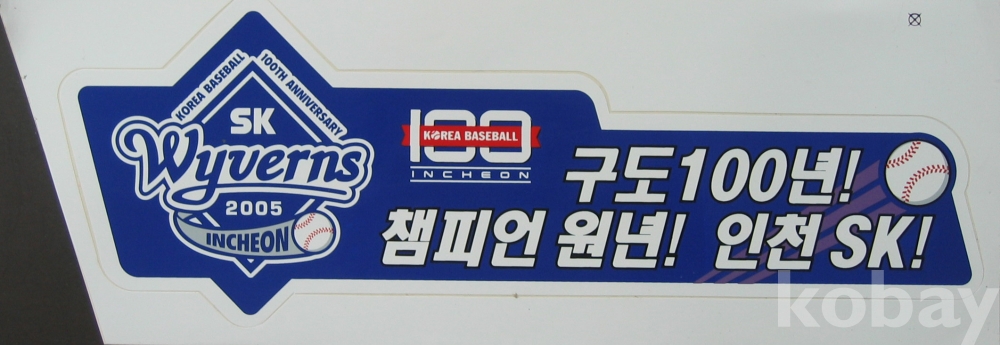 KOREA BASEBALL 100TH ANNIVERSARY
SK
Wyverns
2005
INCHEON
100
KOREA BASEBALL
INCHEON
구도100년!
챔피언 원년! 인천 SK!
kobay